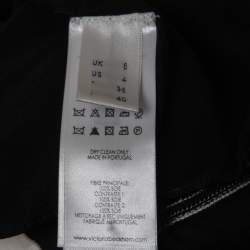 UK 8
US 4
36
40
DRY CLEAN ONLY
MADE IN PORTUGAL
FIBRE PRINCIPALE:
100% SOIE
CONTRASTE 1:
100% SOIE
CONTRASTE 2:
100% SOIE
NETTOYAGE A SEC UNIQUEMENT
FABRIQUE AU PORTUGAL
www.victoriabeckham.com